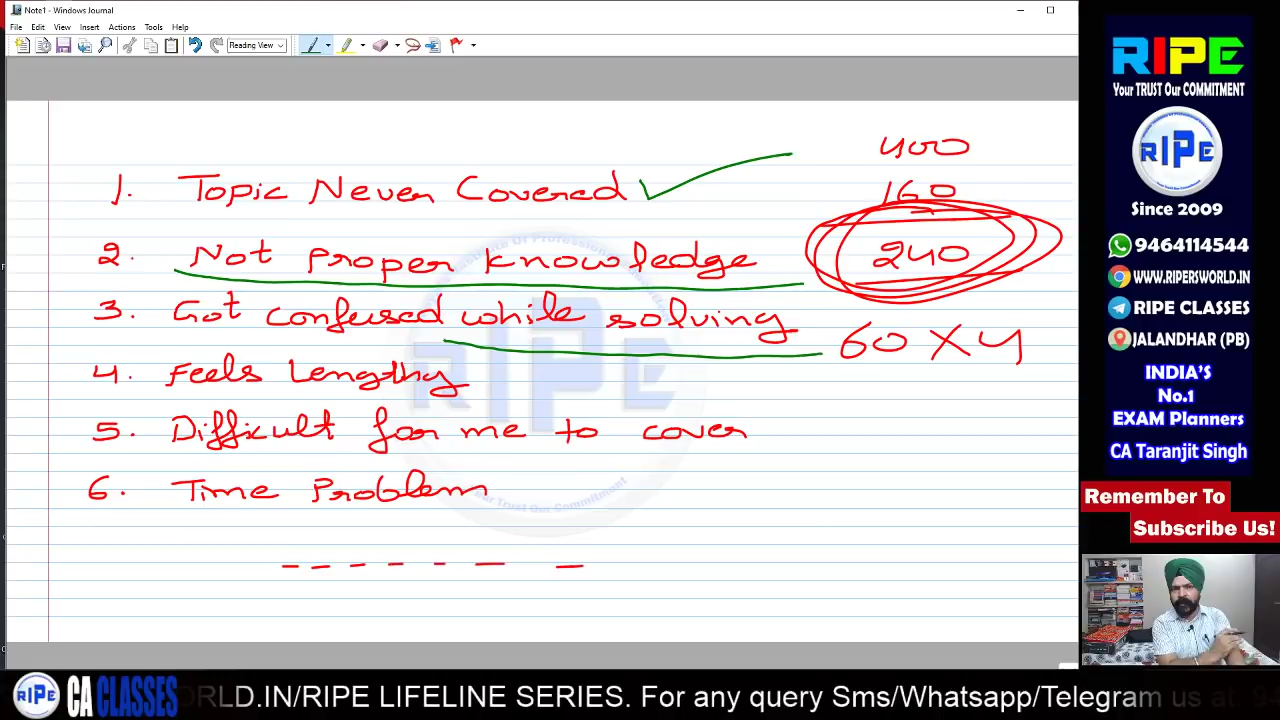 Note1 - Windows Journal
File Edit View Insert Actions Tools Help
Reading View
1. Topic Never Covered
2. Not proper knowledge
3. Got confused while solving
4. Feels Lengthy
5. Difficult for me to cover
6. Time Problem
400
160
240
60 X 4
RIPE
RIPE
Your TRUST Our COMMITMENT
RIPE
Since 2009
9464114544
WWW.RIPERSWORLD.IN
RIPE CLASSES
JALANDHAR (PB)
INDIA'S
No.1
EXAM Planners
CA Taranjit Singh
Remember To
Subscribe Us!
RIPE CA CLASSES
ORLD.IN/RIPE LIFELINE SERIES. For any query Sms/Whatsapp/Telegram us at